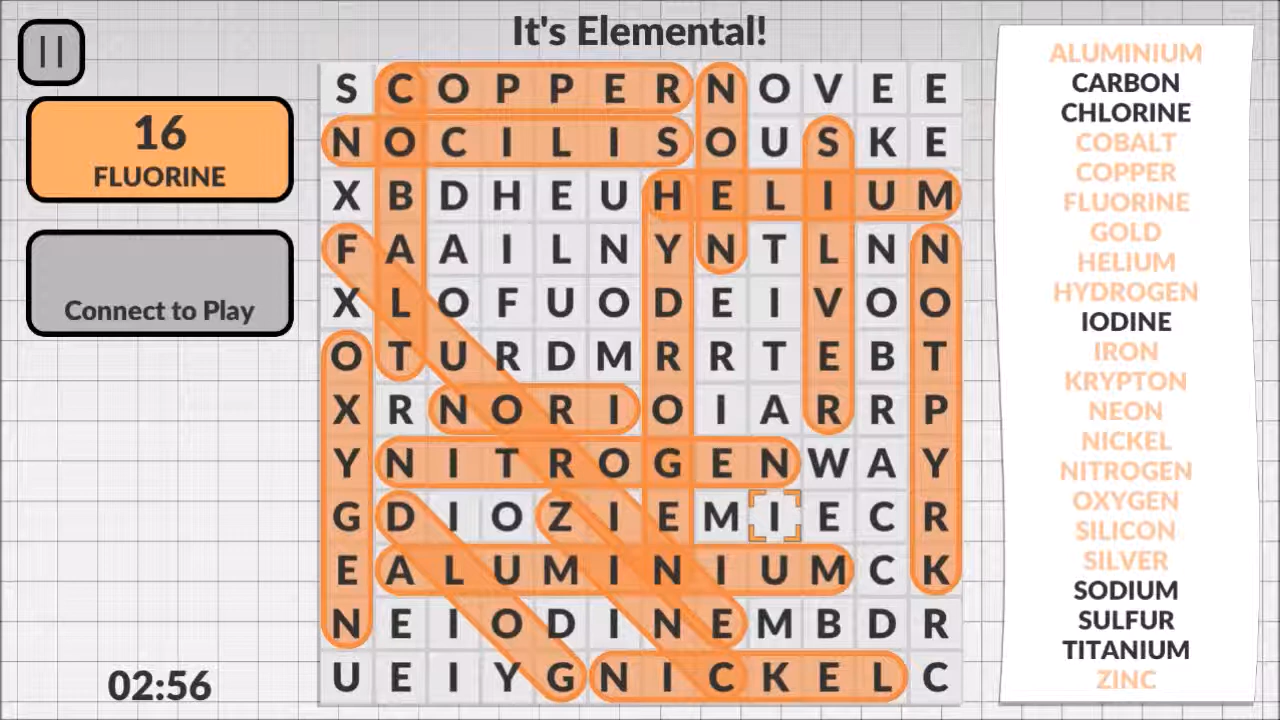 It's Elemental!
16
FLUORINE
Connect to Play
02:56
S C O P P E R N O V E E
N O C I L I S O U S K E
X B D H E U H E L I U M
F A A I L N Y N T L N N
X L O F U O D E I V O O
O T U R D M R R T E B T
X R N O R I O I A R R P
Y N I T R O G E N W A Y
G D I O Z I E M I E C R
E A L U M I N I U M C K
N E I O D I N E M B D R
U E I Y G N I C K E L C
ALUMINIUM
CARBON
CHLORINE
COBALT
COPPER
FLUORINE
GOLD
HELIUM
HYDROGEN
IODINE
IRON
KRYPTON
NEON
NICKEL
NITROGEN
OXYGEN
SILICON
SILVER
SODIUM
SULFUR
TITANIUM
ZINC